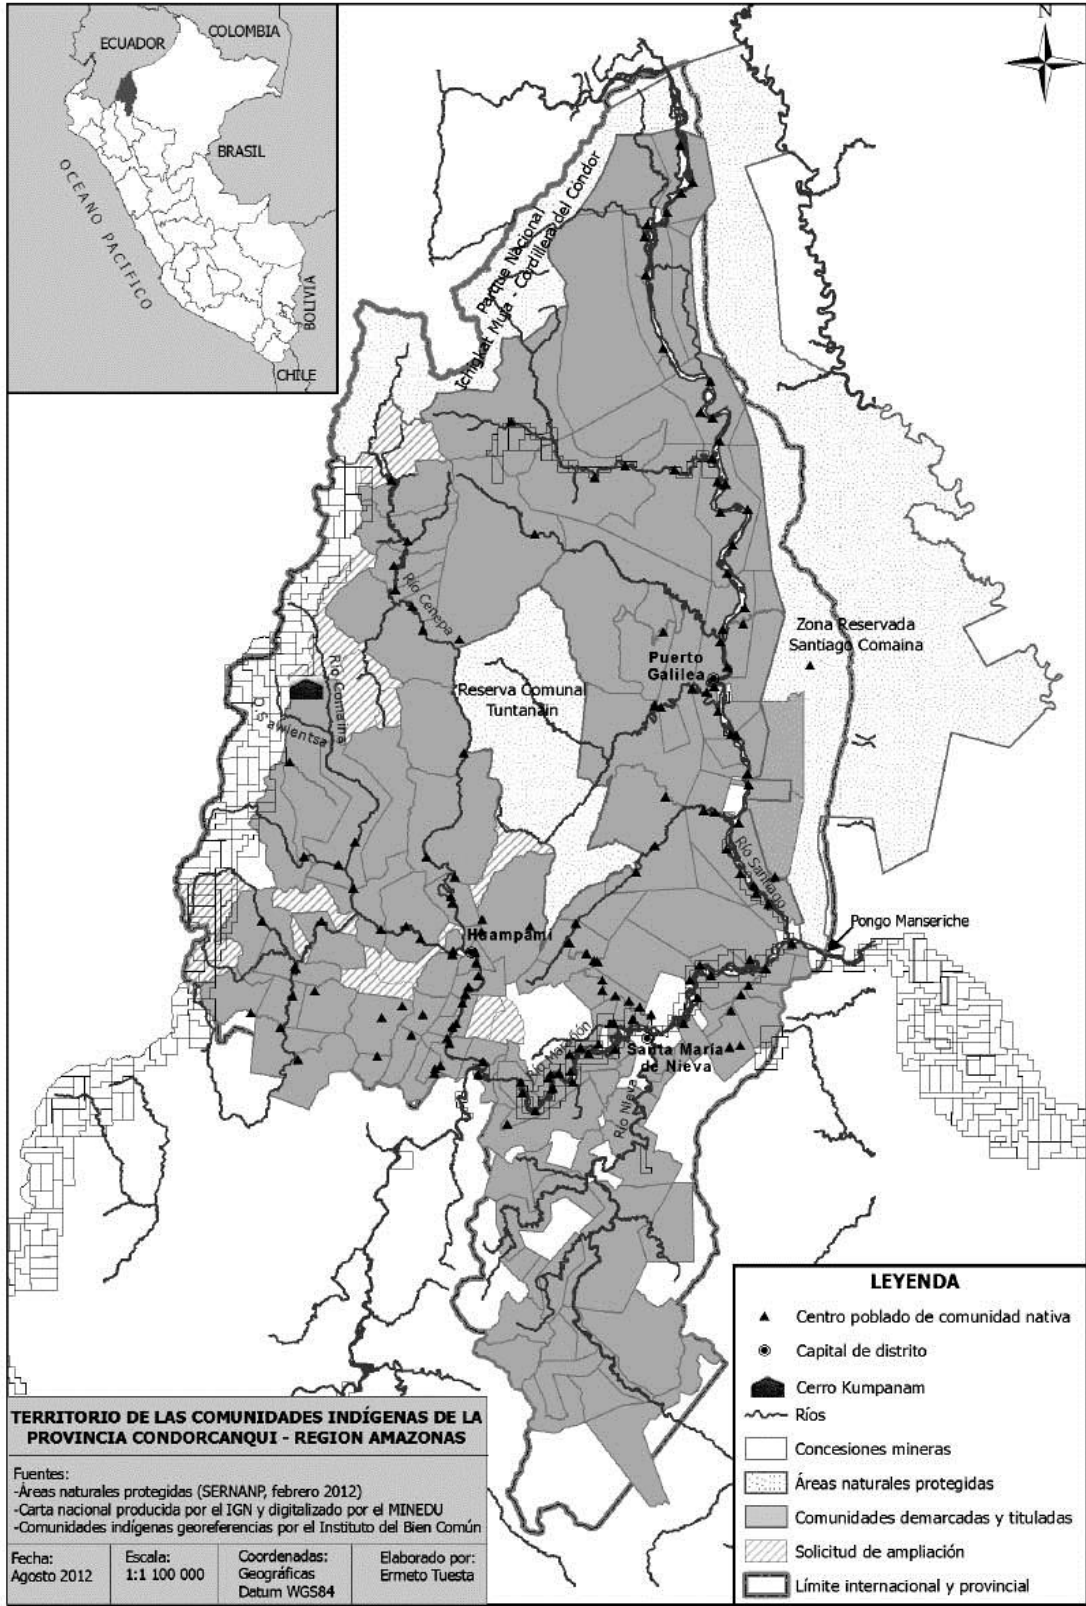 N
COLOMBIA
ECUADOR
BRASIL
OCEANO PACÍFICO
BOLIVIA
CHILE
Parque Nacional
Ichigkat Muja - Cordillera del Cóndor
Río Cenepa
Zona Reservada
Santiago Comaina
Puerto
Galilea
Reserva Comunal
Tuntanain
Río Comaina
Q. Sawientsa
Río Santiago
Pongo Manseriche
Huampami
Río Marañón
Santa María
de Nieva
Río Nieva
LEYENDA
Centro poblado de comunidad nativa
Capital de distrito
Cerro Kumpanam
Ríos
Concesiones mineras
Áreas naturales protegidas
Comunidades demarcadas y tituladas
Solicitud de ampliación
Límite internacional y provincial
TERRITORIO DE LAS COMUNIDADES INDÍGENAS DE LA
PROVINCIA CONDORCANQUI - REGION AMAZONAS
Fuentes:
-Áreas naturales protegidas (SERNANP, febrero 2012)
-Carta nacional producida por el IGN y digitalizado por el MINEDU
-Comunidades indígenas georeferencias por el Instituto del Bien Común
Fecha:
Agosto 2012
Escala:
1:1 100 000
Coordenadas:
Geográficas
Datum WGS84
Elaborado por:
Ermeto Tuesta